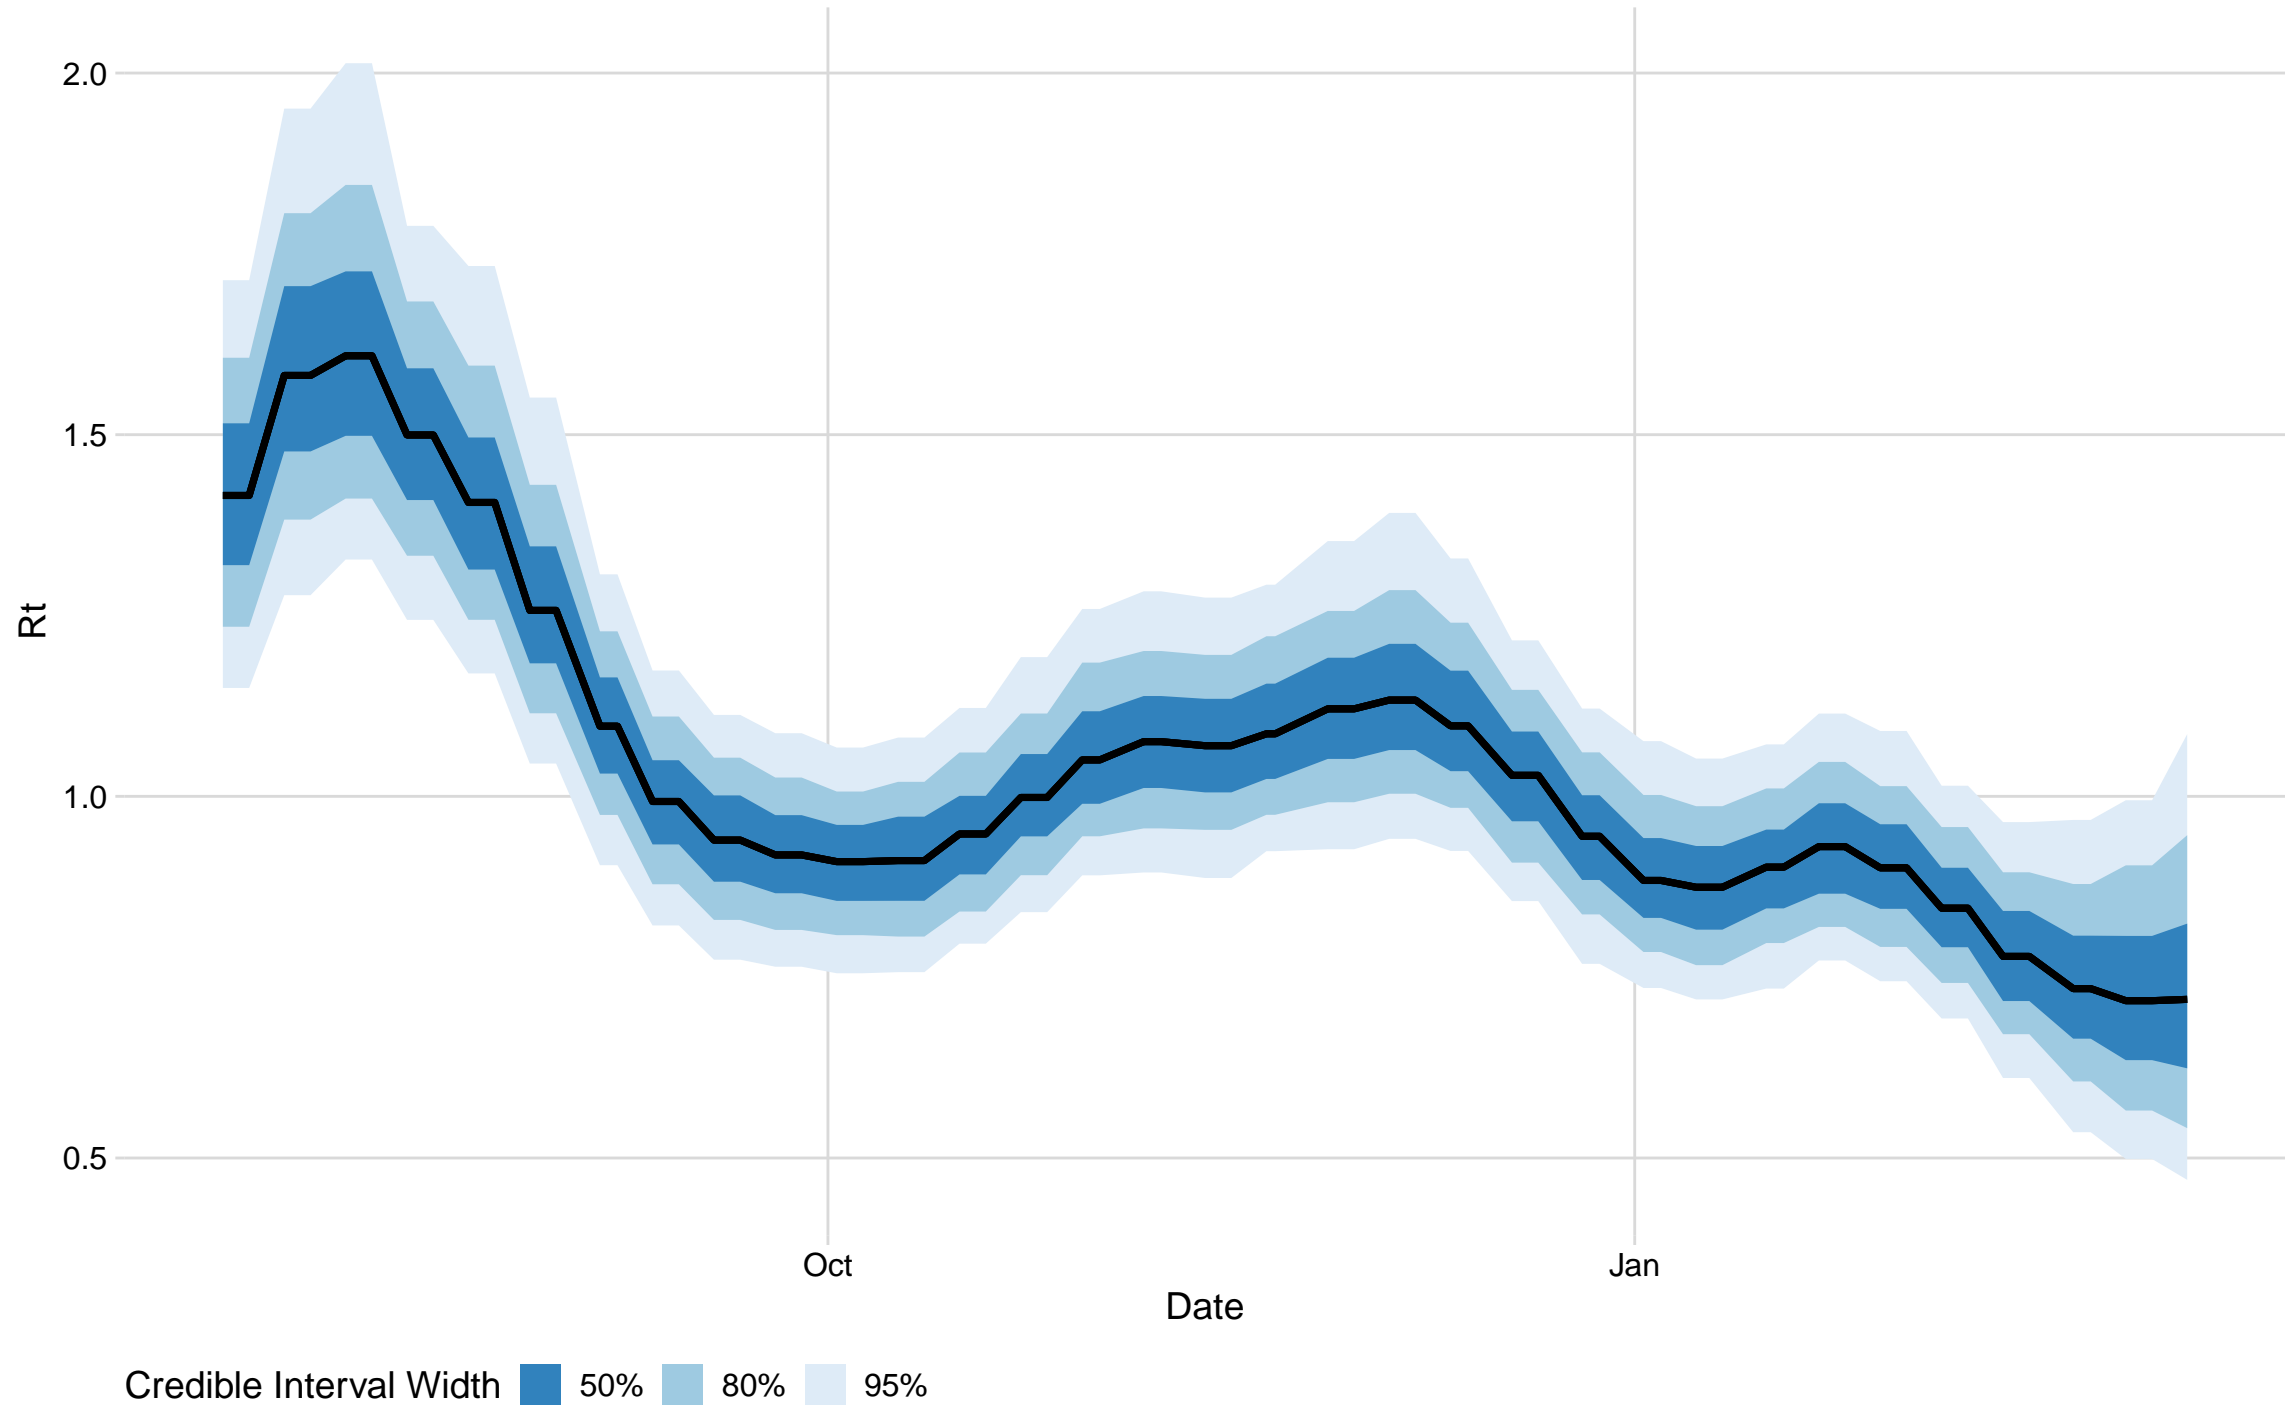 2.0
1.5
1.0
0.5
Rt
Oct Jan
Date
Credible Interval Width 50% 80% 95%